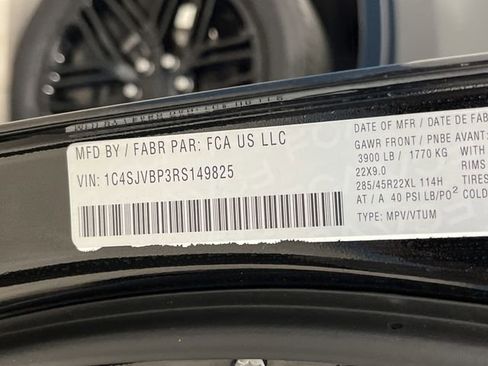 MFD BY / FABR PAR: FCA US LLC
VIN: 1C4SJVBP3RS149825
DATE OF MFR / DATE DE FAB
GAWR FRONT / PNBE AVANT:
3900 LB / 1770 KG WITH
22X9.0 RIMS
285/45R22XL 114H TIRES
AT / A 40 PSI LB/PO² COLD
TYPE: MPV/VTUM